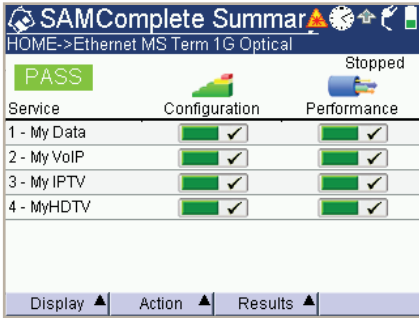 SAMComplete Summar
HOME->Ethernet MS Term 1G Optical
Stopped
PASS
Service Configuration Performance
1 - My Data
2 - My VoIP
3 - My IPTV
4 - MyHDTV
Display Action Results